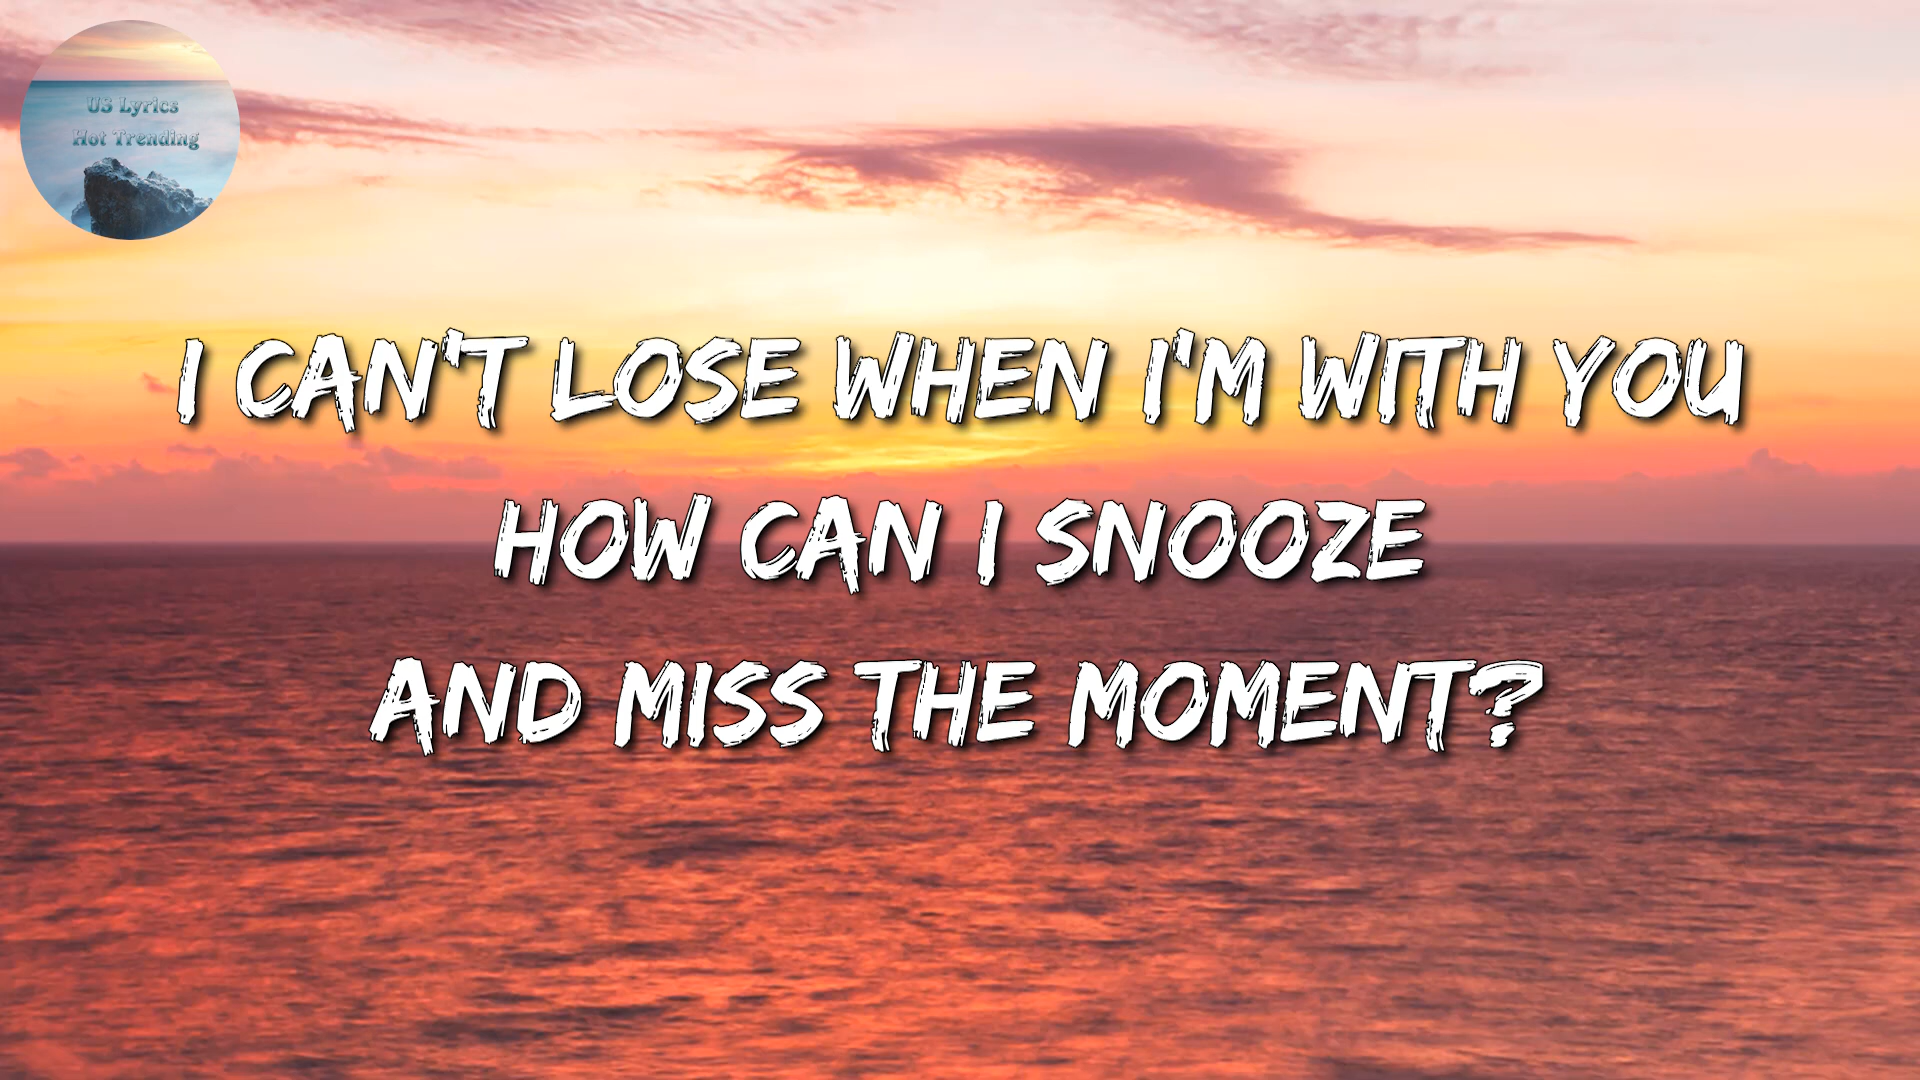 US Lyrics
Hot Trending
I CAN'T LOSE WHEN I'M WITH YOU
HOW CAN I SNOOZE
AND MISS THE MOMENT?